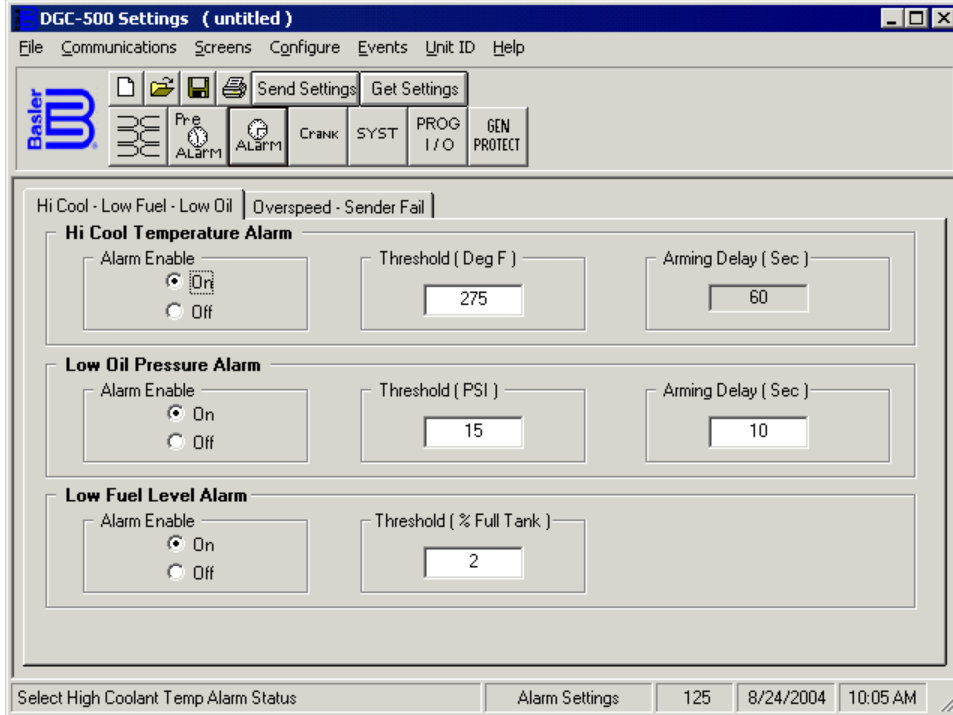 DGC-500 Settings ( untitled )
File Communications Screens Configure Events Unit ID Help
Basler
Send Settings Get Settings
Pre ALarm
ALarm
Crank
SYST
PROG I / O
GEN PROTECT
Hi Cool - Low Fuel - Low Oil Overspeed - Sender Fail
Hi Cool Temperature Alarm
Alarm Enable Threshold ( Deg F ) Arming Delay ( Sec )
On 275 60
Off
Low Oil Pressure Alarm
Alarm Enable Threshold ( PSI ) Arming Delay ( Sec )
On 15 10
Off
Low Fuel Level Alarm
Alarm Enable Threshold ( % Full Tank )
On 2
Off
Select High Coolant Temp Alarm Status Alarm Settings 125 8/24/2004 10:05 AM